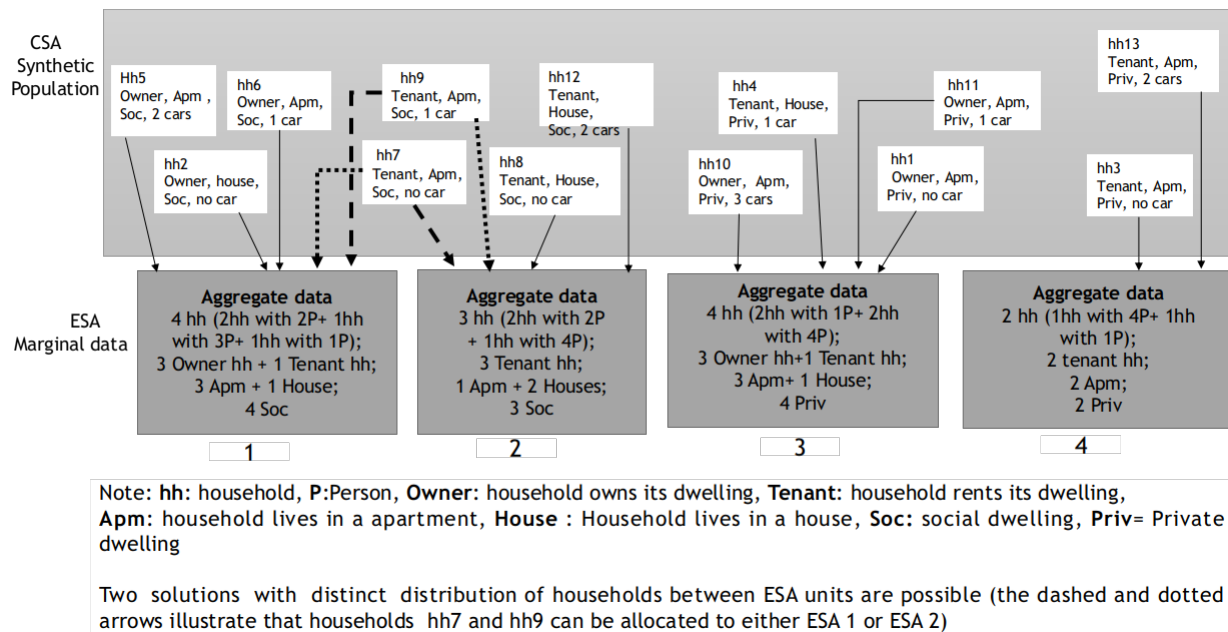 CSA
Synthetic
Population
Hh5
Owner, Apm ,
Soc, 2 cars
hh6
Owner, Apm,
Soc, 1 car
hh2
Owner, house,
Soc, no car
hh9
Tenant, Apm,
Soc, 1 car
hh7
Tenant, Apm,
Soc, no car
hh12
Tenant,
House,
Soc, 2 cars
hh8
Tenant, House,
Soc, no car
hh4
Tenant, House,
Priv, 1 car
hh10
Owner, Apm,
Priv, 3 cars
hh11
Owner, Apm,
Priv, 1 car
hh1
Owner, Apm,
Priv, no car
hh13
Tenant, Apm,
Priv, 2 cars
hh3
Tenant, Apm,
Priv, no car
ESA
Marginal data
Aggregate data
4 hh (2hh with 2P+ 1hh
with 3P+ 1hh with 1P);
3 Owner hh + 1 Tenant hh;
3 Apm + 1 House;
4 Soc
1
Aggregate data
3 hh (2hh with 2P
+ 1hh with 4P);
3 Tenant hh;
1 Apm + 2 Houses;
3 Soc
2
Aggregate data
4 hh (2hh with 1P+ 2hh
with 4P);
3 Owner hh+1 Tenant hh;
3 Apm+ 1 House;
4 Priv
3
Aggregate data
2 hh (1hh with 4P+ 1hh
with 1P);
2 tenant hh;
2 Apm;
2 Priv
4
Note: hh: household, P:Person, Owner: household owns its dwelling, Tenant: household rents its dwelling,
Apm: household lives in a apartment, House : Household lives in a house, Soc: social dwelling, Priv= Private
dwelling
Two solutions with distinct distribution of households between ESA units are possible (the dashed and dotted
arrows illustrate that households hh7 and hh9 can be allocated to either ESA 1 or ESA 2)